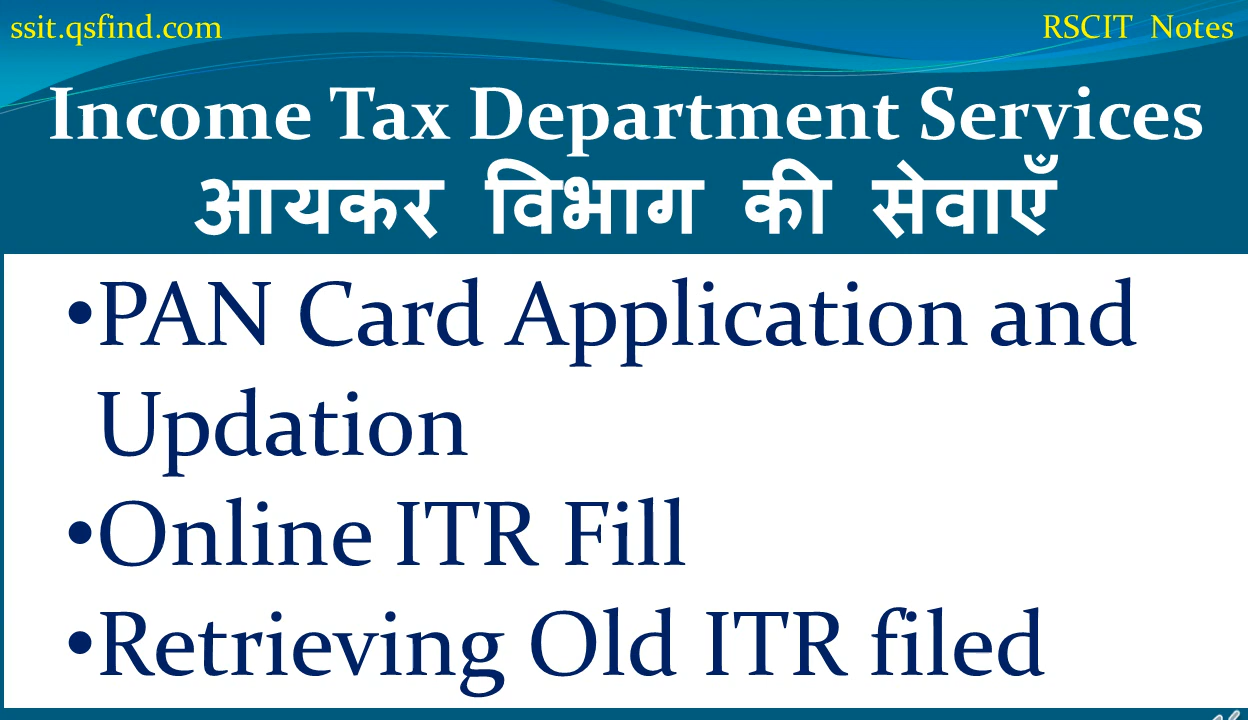 ssit.qsfind.com
RSCIT Notes
Income Tax Department Services
आयकर विभाग की सेवाएँ
•PAN Card Application and
Updation
•Online ITR Fill
•Retrieving Old ITR filed